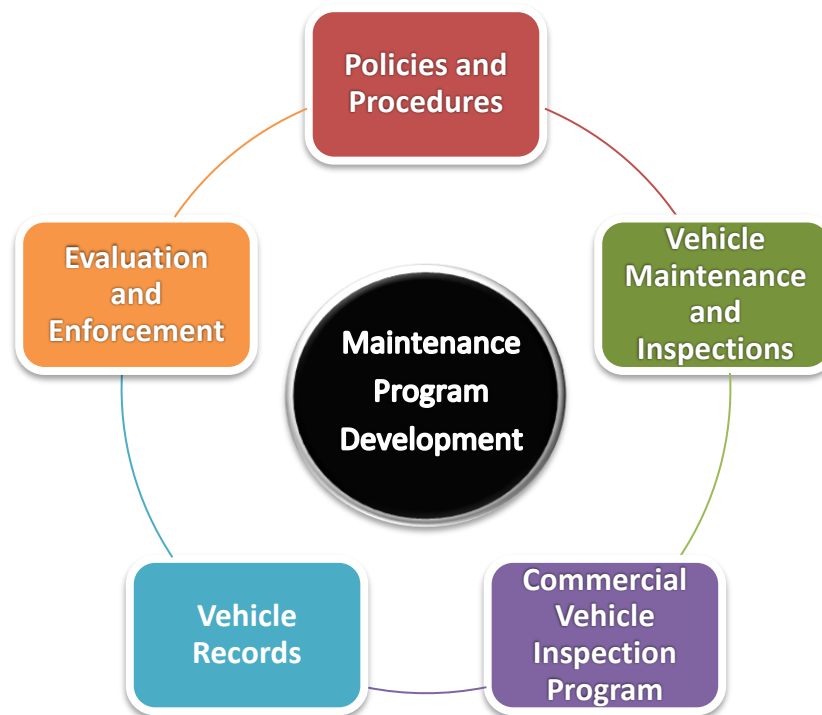 Policies and
Procedures
Vehicle
Maintenance
and
Inspections
Commercial
Vehicle
Inspection
Program
Vehicle
Records
Evaluation
and
Enforcement
Maintenance
Program
Development